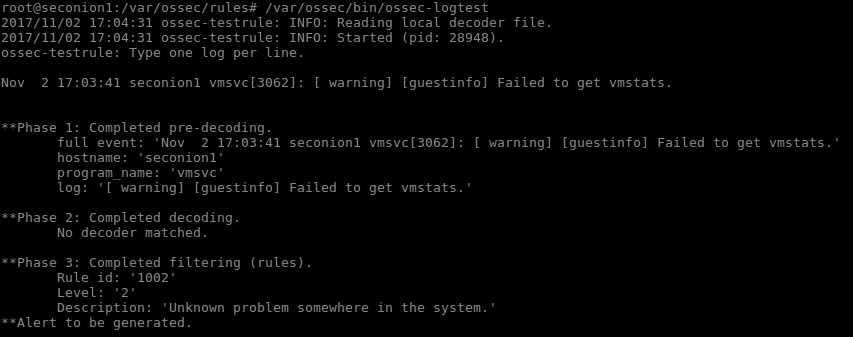 root@seconion1:/var/ossec/rules# /var/ossec/bin/ossec-logtest
2017/11/02 17:04:31 ossec-testrule: INFO: Reading local decoder file.
2017/11/02 17:04:31 ossec-testrule: INFO: Started (pid: 28948).
ossec-testrule: Type one log per line.
Nov  2 17:03:41 seconion1 vmsvc[3062]: [ warning] [guestinfo] Failed to get vmstats.
**Phase 1: Completed pre-decoding.
full event: 'Nov  2 17:03:41 seconion1 vmsvc[3062]: [ warning] [guestinfo] Failed to get vmstats.'
hostname: 'seconion1'
program_name: 'vmsvc'
log: '[ warning] [guestinfo] Failed to get vmstats.'
**Phase 2: Completed decoding.
No decoder matched.
**Phase 3: Completed filtering (rules).
Rule id: '1002'
Level: '2'
Description: 'Unknown problem somewhere in the system.'
**Alert to be generated.